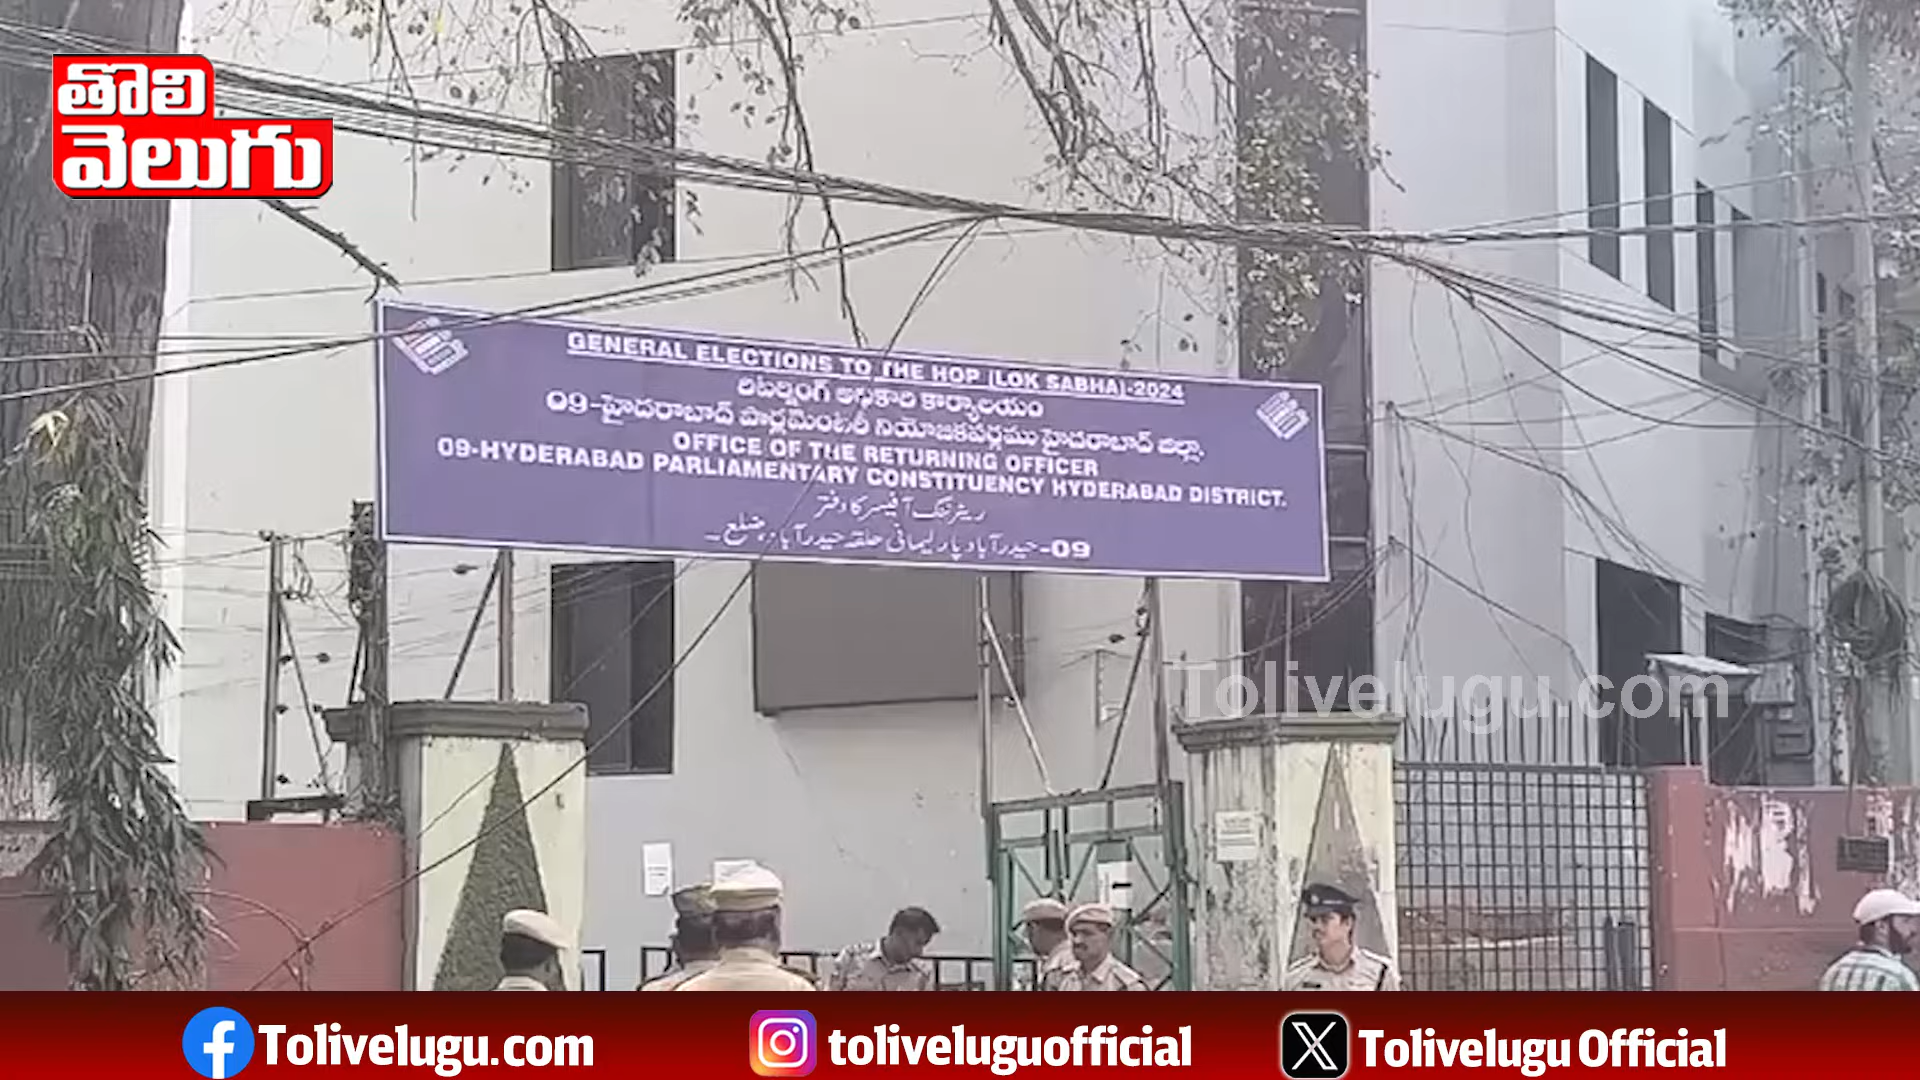 తొలి
వెలుగు
GENERAL ELECTIONS TO THE HOP (LOK SABHA)-2024
రిటర్నింగ్ అధికారి కార్యాలయం
09-హైదరాబాద్ పార్లమెంటరీ నియోజకవర్గము హైదరాబాద్ జిల్లా.
OFFICE OF THE RETURNING OFFICER
09-HYDERABAD PARLIAMENTARY CONSTITUENCY HYDERABAD DISTRICT.
ریٹرننگ آفیسر کا دفتر
09-حیدرآباد پارلیمانی حلقہ حیدرآباد ضلع۔
Tolivelugu.com
Tolivelugu.com
toliveluguofficial
Tolivelugu Official